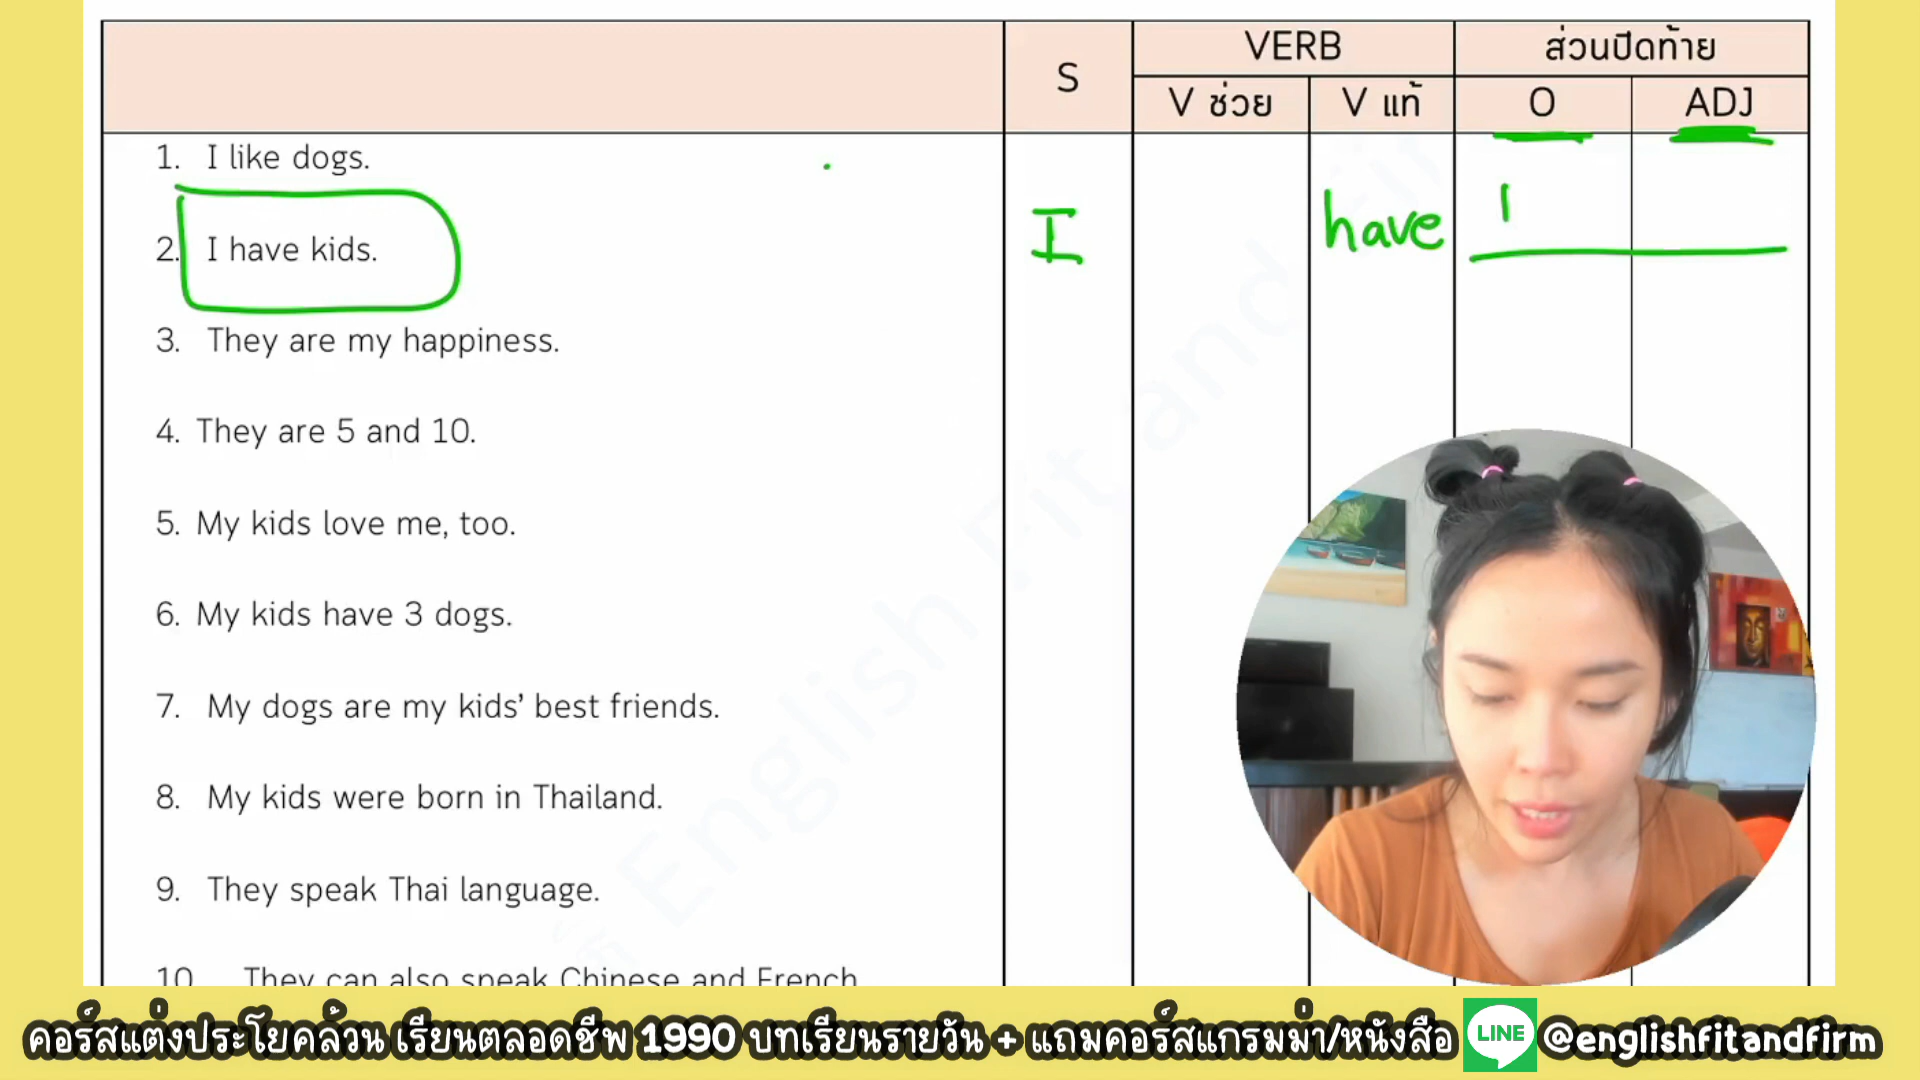 S
VERB
ส่วนปิดท้าย
V ช่วย
V แท้
O
ADJ
1. I like dogs.
2. I have kids.
I
have
3. They are my happiness.
4. They are 5 and 10.
5. My kids love me, too.
6. My kids have 3 dogs.
7. My dogs are my kids’ best friends.
8. My kids were born in Thailand.
9. They speak Thai language.
10. They can also speak Chinese and French
English Fit and Fir
คอร์สแต่งประโยคล้วน เรียนตลอดชีพ 1990 บทเรียนรายวัน + แถมคอร์สแกรมม่า/หนังสือ LINE @englishfitandfirm